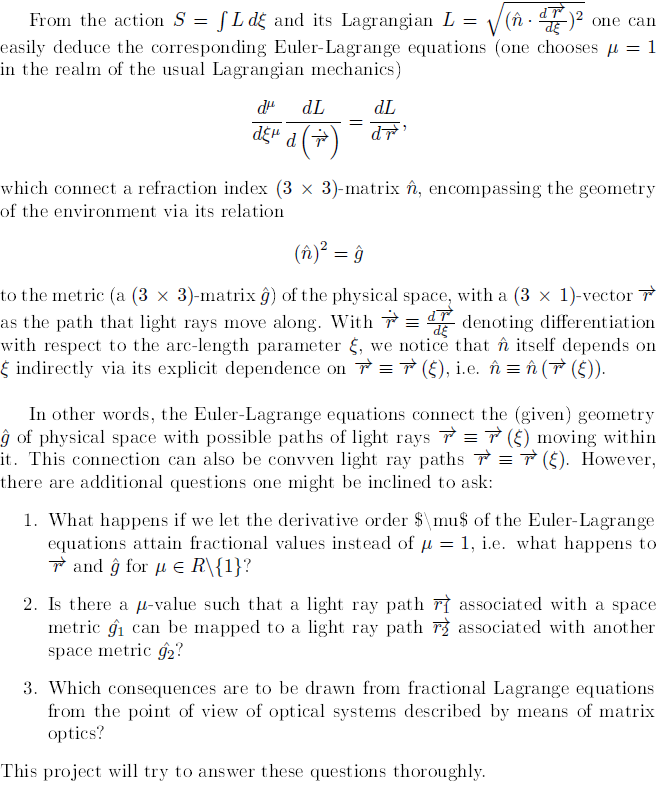 From the action $S = \int L \, d\xi$ and its Lagrangian $L = \sqrt{(\hat{n} \cdot \frac{d\overrightarrow{r}}{d\xi})^2}$ one can
easily deduce the corresponding Euler-Lagrange equations (one chooses $\mu = 1$
in the realm of the usual Lagrangian mechanics)
$$\frac{d^\mu}{d\xi^\mu} \frac{dL}{d\left(\dot{\overrightarrow{r}}\right)} = \frac{dL}{d\overrightarrow{r}},$$
which connect a refraction index $(3 \times 3)$-matrix $\hat{n}$, encompassing the geometry
of the environment via its relation
$$(\hat{n})^2 = \hat{g}$$
to the metric (a $(3 \times 3)$-matrix $\hat{g}$) of the physical space, with a $(3 \times 1)$-vector $\overrightarrow{r}$
as the path that light rays move along. With $\dot{\overrightarrow{r}} \equiv \frac{d\overrightarrow{r}}{d\xi}$ denoting differentiation
with respect to the arc-length parameter $\xi$, we notice that $\hat{n}$ itself depends on
$\xi$ indirectly via its explicit dependence on $\overrightarrow{r} \equiv \overrightarrow{r}(\xi)$, i.e. $\hat{n} \equiv \hat{n}(\overrightarrow{r}(\xi))$.
In other words, the Euler-Lagrange equations connect the (given) geometry
$\hat{g}$ of physical space with possible paths of light rays $\overrightarrow{r} \equiv \overrightarrow{r}(\xi)$ moving within
it. This connection can also be convven light ray paths $\overrightarrow{r} \equiv \overrightarrow{r}(\xi)$. However,
there are additional questions one might be inclined to ask:
1. What happens if we let the derivative order $\mu$ of the Euler-Lagrange
equations attain fractional values instead of $\mu = 1$, i.e. what happens to
$\overrightarrow{r}$ and $\hat{g}$ for $\mu \in R \backslash \{1\}$?
2. Is there a $\mu$-value such that a light ray path $\overrightarrow{r_1}$ associated with a space
metric $\hat{g_1}$ can be mapped to a light ray path $\overrightarrow{r_2}$ associated with another
space metric $\hat{g_2}$?
3. Which consequences are to be drawn from fractional Lagrange equations
from the point of view of optical systems described by means of matrix
optics?
This project will try to answer these questions thoroughly.